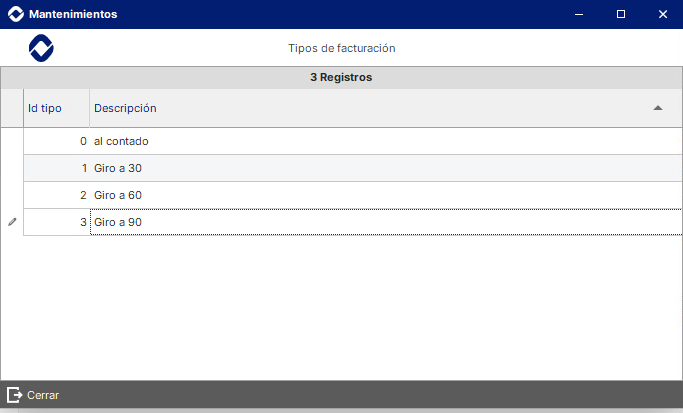 Mantenimientos
Tipos de facturación
3 Registros
Id tipo Descripción
0 al contado
1 Giro a 30
2 Giro a 60
3 Giro a 90
Cerrar